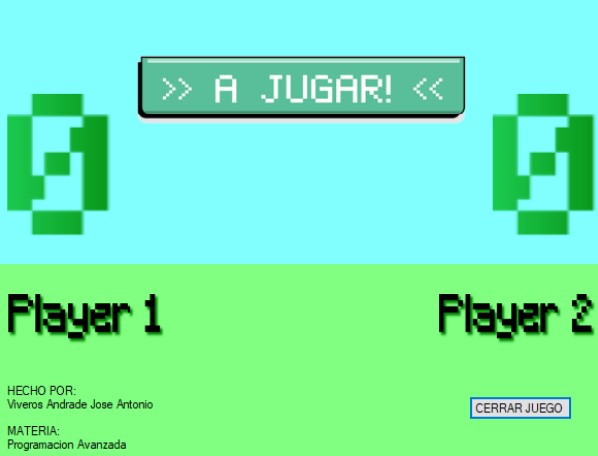 >> A JUGAR! <<
0 0
Player 1 Player 2
HECHO POR:
Viveros Andrade Jose Antonio
CERRAR JUEGO
MATERIA:
Programacion Avanzada